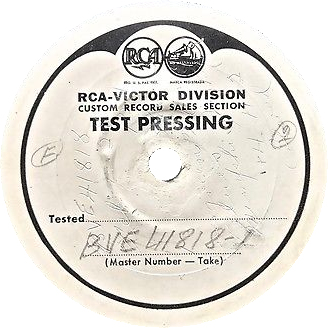 RCA
REG. U.S. PAT. OFF.
MARCA REGISTRADA
RCA-VICTOR DIVISION
CUSTOM RECORD SALES SECTION
TEST PRESSING
E
2
BVE41818
Tested
BVE 41818-1
(Master Number — Take)